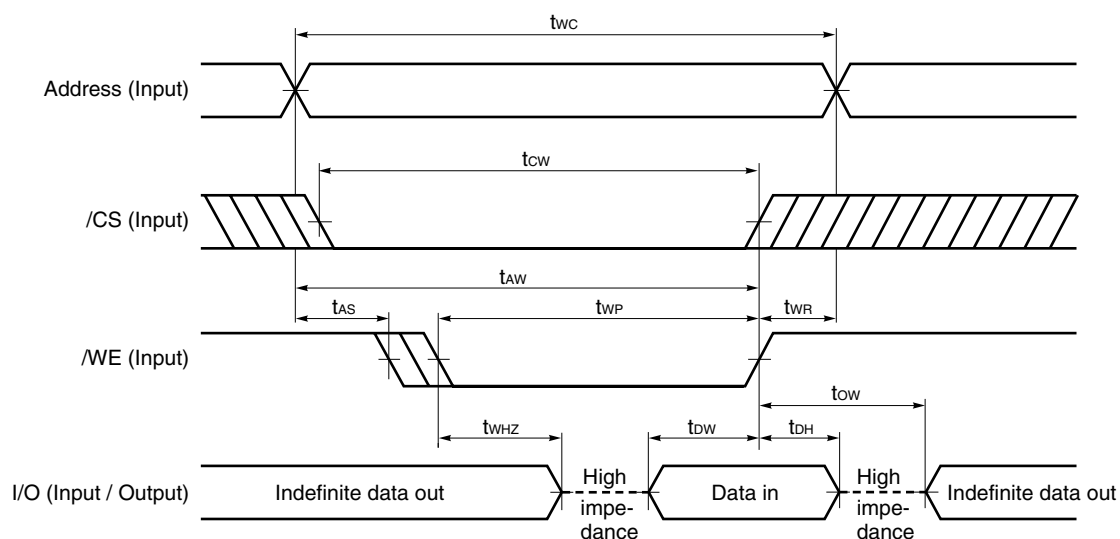 tWC
Address (Input)
tCW
/CS (Input)
tAW
tAS
tWP
tWR
/WE (Input)
tOW
tWHZ
tDW
tDH
I/O (Input / Output)
Indefinite data out
High
impe-
dance
Data in
High
impe-
dance
Indefinite data out